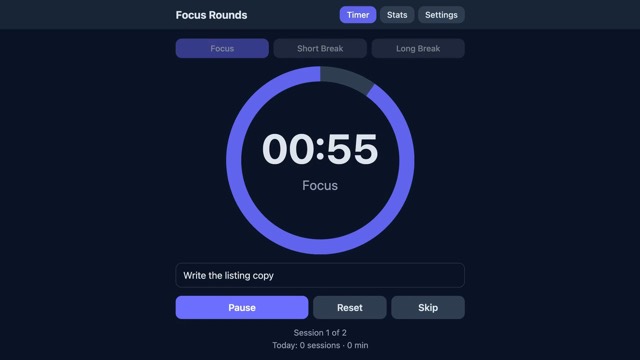 Focus Rounds Timer Stats Settings
Focus Short Break Long Break
00:55
Focus
Write the listing copy
Pause Reset Skip
Session 1 of 2
Today: 0 sessions · 0 min